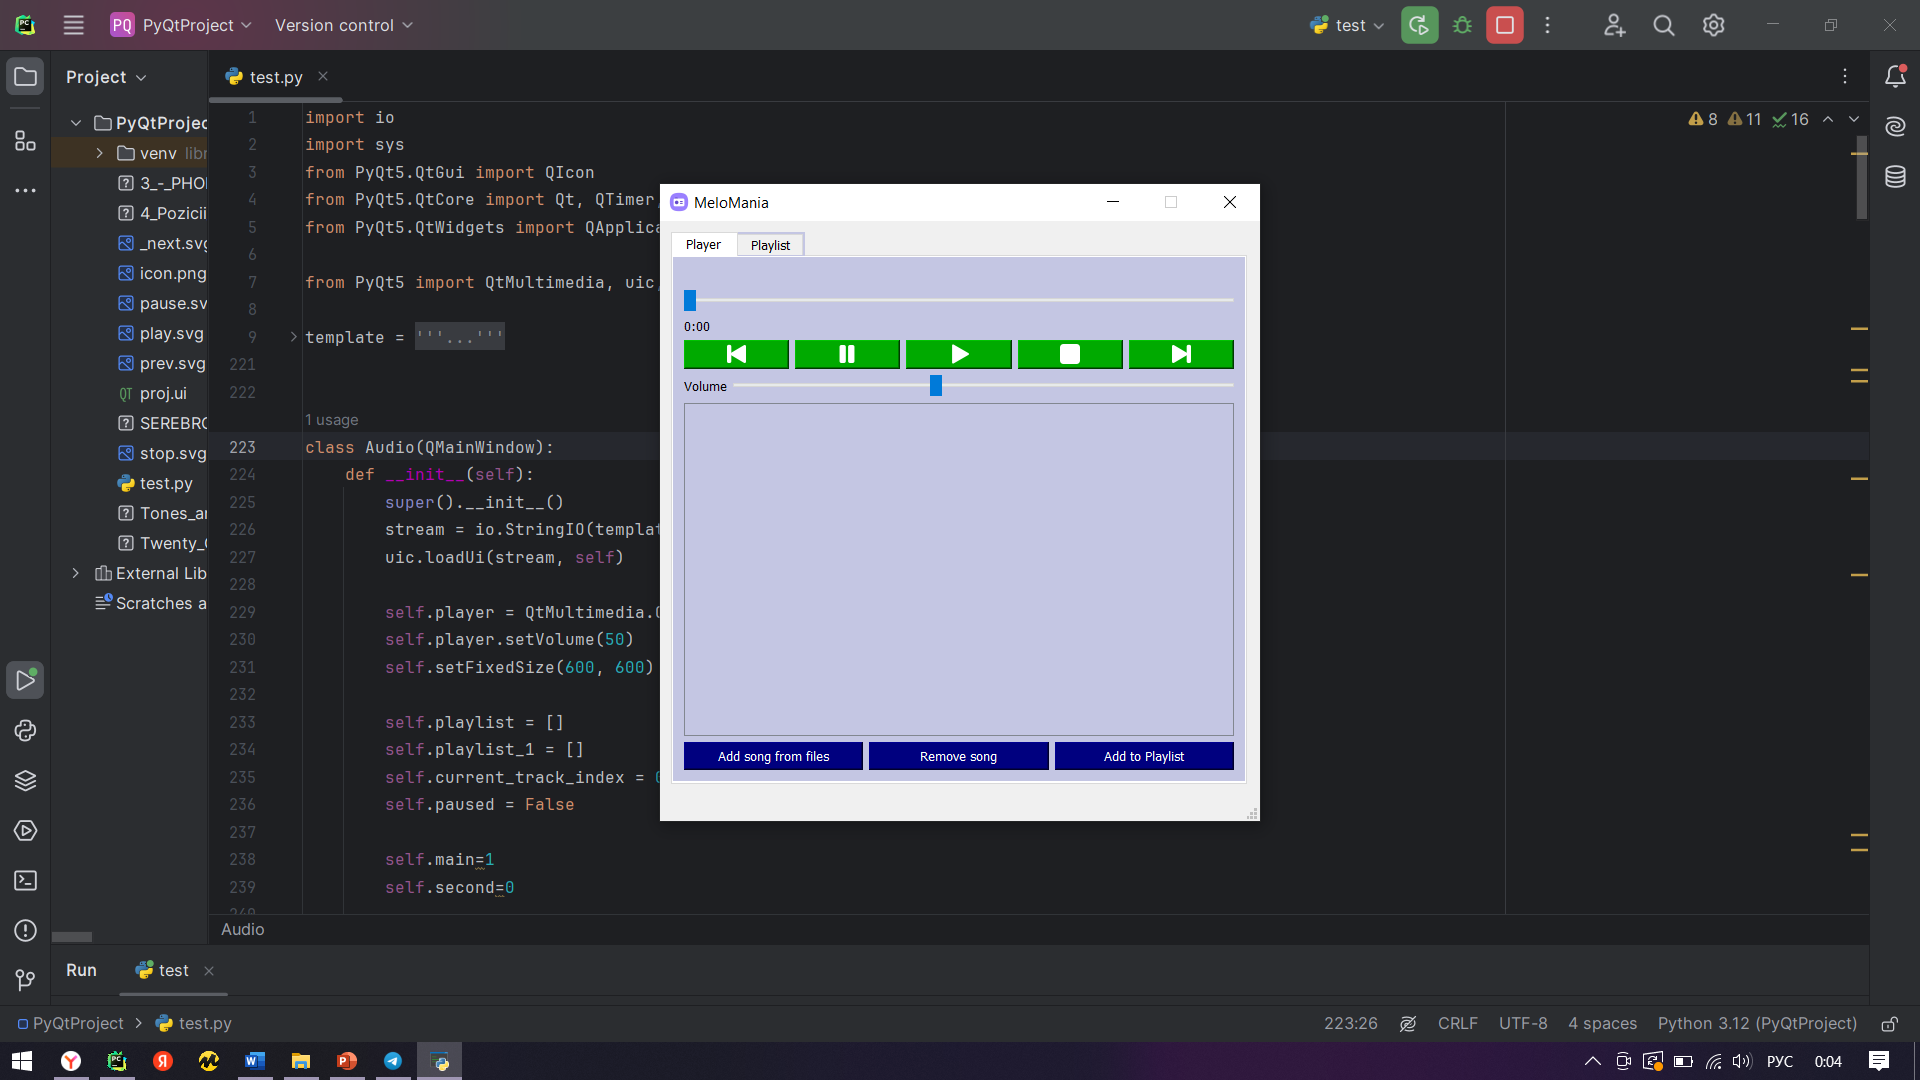 PQ PyQtProject Version control test
Project
test.py
PyQtProjec
venv libr
3_-_PHO
4_Pozicii
_next.svg
icon.png
pause.sv
play.svg
prev.svg
QT proj.ui
SEREBRO
stop.svg
test.py
Tones_ar
Twenty_
External Lib
Scratches a
8 11 16
1 import io
2 import sys
3 from PyQt5.QtGui import QIcon
4 from PyQt5.QtCore import Qt, QTimer,
5 from PyQt5.QtWidgets import QApplica
6
7 from PyQt5 import QtMultimedia, uic,
8
9 template = '''...'''
221
222
1 usage
223 class Audio(QMainWindow):
224 def __init__(self):
225 super().__init__()
226 stream = io.StringIO(templat
227 uic.loadUi(stream, self)
228
229 self.player = QtMultimedia.
230 self.player.setVolume(50)
231 self.setFixedSize(600, 600)
232
233 self.playlist = []
234 self.playlist_1 = []
235 self.current_track_index = 0
236 self.paused = False
237
238 self.main=1
239 self.second=0
240
Audio
MeloMania
Player Playlist
0:00
Volume
Add song from files Remove song Add to Playlist
Run test
PyQtProject test.py 223:26 CRLF UTF-8 4 spaces Python 3.12 (PyQtProject)
РУС 0:04